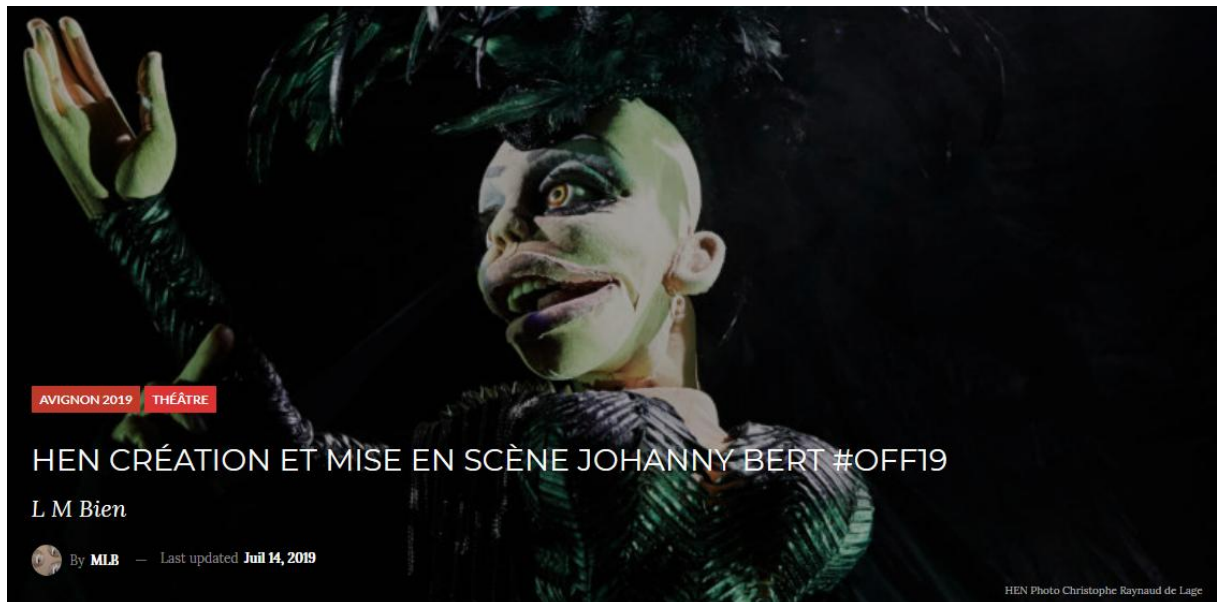 AVIGNON 2019 THÉÂTRE
HEN CRÉATION ET MISE EN SCÈNE JOHANNY BERT #OFF19
L M Bien
By MLB — Last updated Juil 14, 2019
HEN Photo Christophe Raynaud de Lage